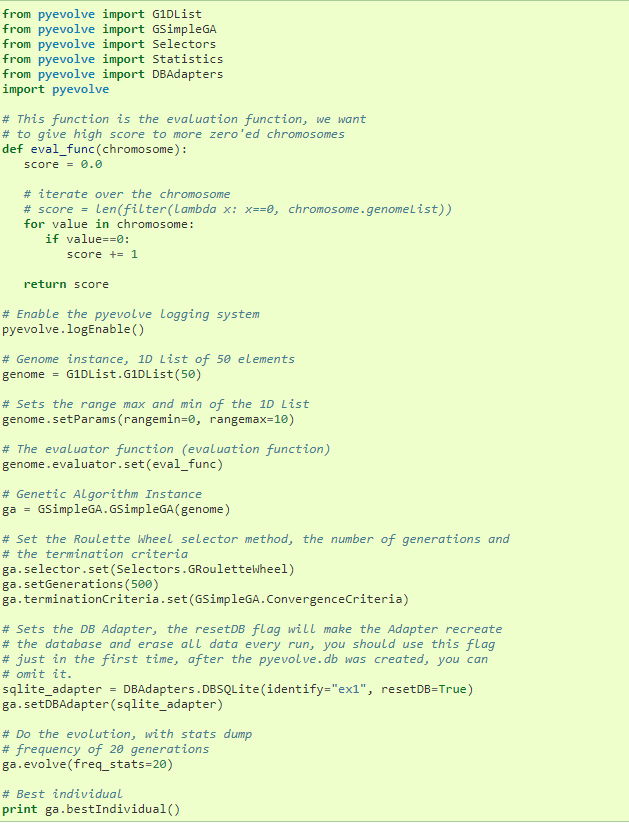 from pyevolve import G1DList
from pyevolve import GSimpleGA
from pyevolve import Selectors
from pyevolve import Statistics
from pyevolve import DBAdapters
import pyevolve

# This function is the evaluation function, we want
# to give high score to more zero'ed chromosomes
def eval_func(chromosome):
   score = 0.0

   # iterate over the chromosome
   # score = len(filter(lambda x: x==0, chromosome.genomeList))
   for value in chromosome:
      if value==0:
         score += 1

   return score

# Enable the pyevolve logging system
pyevolve.logEnable()

# Genome instance, 1D List of 50 elements
genome = G1DList.G1DList(50)

# Sets the range max and min of the 1D List
genome.setParams(rangemin=0, rangemax=10)

# The evaluator function (evaluation function)
genome.evaluator.set(eval_func)

# Genetic Algorithm Instance
ga = GSimpleGA.GSimpleGA(genome)

# Set the Roulette Wheel selector method, the number of generations and
# the termination criteria
ga.selector.set(Selectors.GRouletteWheel)
ga.setGenerations(500)
ga.terminationCriteria.set(GSimpleGA.ConvergenceCriteria)

# Sets the DB Adapter, the resetDB flag will make the Adapter recreate
# the database and erase all data every run, you should use this flag
# just in the first time, after the pyevolve.db was created, you can
# omit it.
sqlite_adapter = DBAdapters.DBSQLite(identify="ex1", resetDB=True)
ga.setDBAdapter(sqlite_adapter)

# Do the evolution, with stats dump
# frequency of 20 generations
ga.evolve(freq_stats=20)

# Best individual
print ga.bestIndividual()